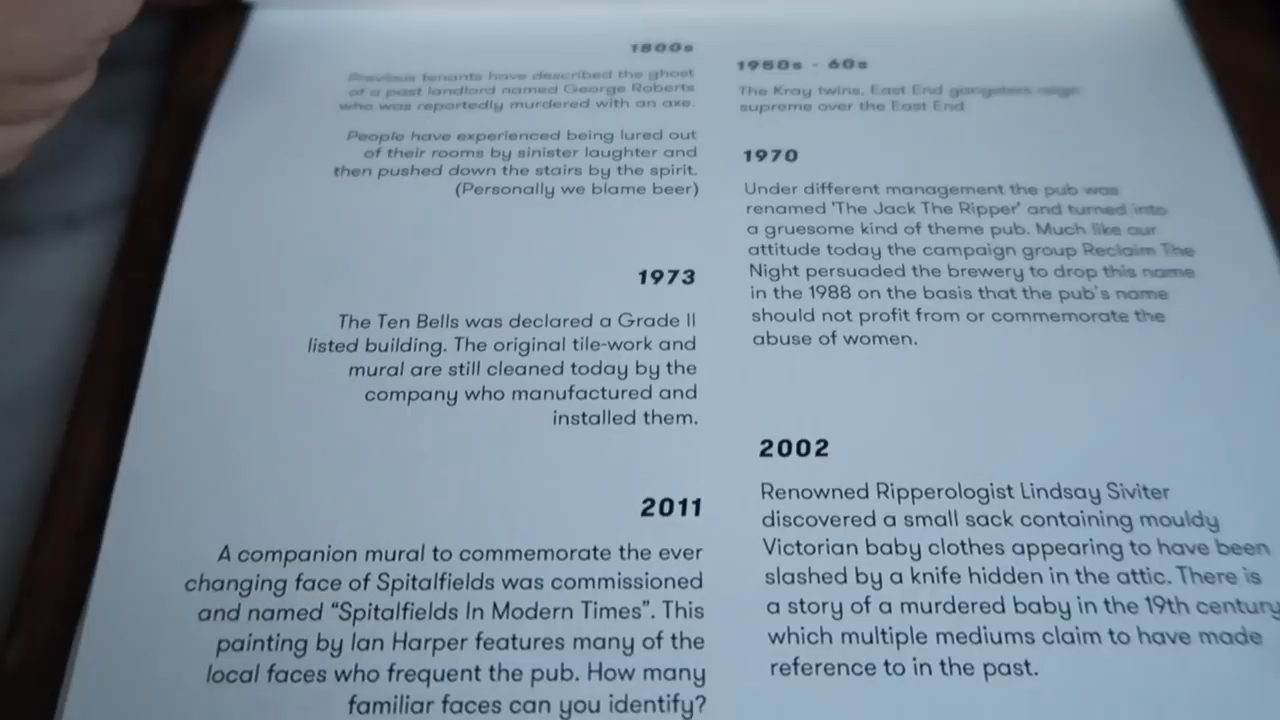 1800s
Previous tenants have described the ghost
of a past landlord named George Roberts
who was reportedly murdered with an axe.
People have experienced being lured out
of their rooms by sinister laughter and
then pushed down the stairs by the spirit.
(Personally we blame beer)
1973
The Ten Bells was declared a Grade II
listed building. The original tile-work and
mural are still cleaned today by the
company who manufactured and
installed them.
2011
A companion mural to commemorate the ever
changing face of Spitalfields was commissioned
and named “Spitalfields In Modern Times”. This
painting by Ian Harper features many of the
local faces who frequent the pub. How many
familiar faces can you identify?
1950s - 60s
The Kray twins, East End gangsters reign
supreme over the East End
1970
Under different management the pub was
renamed 'The Jack The Ripper' and turned into
a gruesome kind of theme pub. Much like our
attitude today the campaign group Reclaim The
Night persuaded the brewery to drop this name
in the 1988 on the basis that the pub's name
should not profit from or commemorate the
abuse of women.
2002
Renowned Ripperologist Lindsay Siviter
discovered a small sack containing mouldy
Victorian baby clothes appearing to have been
slashed by a knife hidden in the attic. There is
a story of a murdered baby in the 19th century
which multiple mediums claim to have made
reference to in the past.